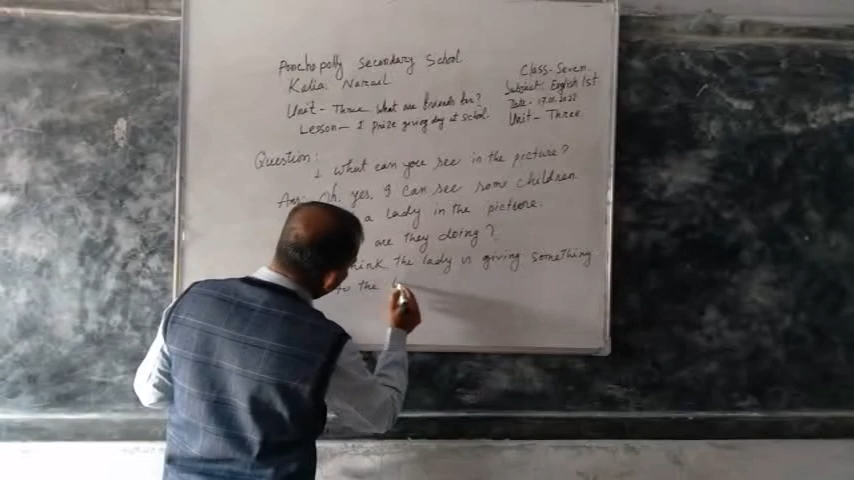 Poochopolly Secondary School
Kalia Narail
Class-Seven.
Subject: English 1st
Unit- Three What are friends for?
Date- 17.01.2022
Lesson- 1 Prize giving day at school.
Unit- Three
Question:
1 What can you see in the picture?
Ans: Oh, yes, I can see some children
a lady in the picture.
are they doing?
think the lady is giving something
to the